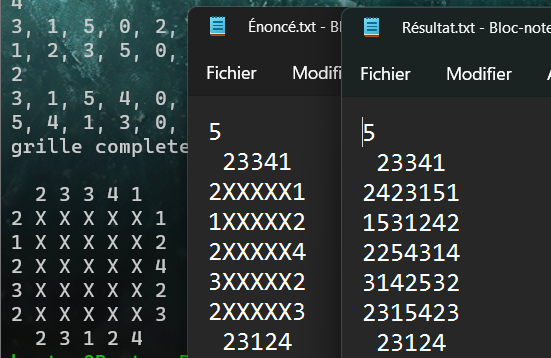 4
3, 1, 5, 0, 2,
1, 2, 3, 5, 0,
2
3, 1, 5, 4, 0,
5, 4, 1, 3, 0,
grille complete
2 3 3 4 1
2 X X X X X 1
1 X X X X X 2
2 X X X X X 4
3 X X X X X 2
2 X X X X X 3
2 3 1 2 4
Énoncé.txt - Bl
Fichier
Modifi
5
23341
2XXXXX1
1XXXXX2
2XXXXX4
3XXXXX2
2XXXXX3
23124
Résultat.txt - Bloc-note
Fichier
Modifier
5
23341
2423151
1531242
2254314
3142532
2315423
23124